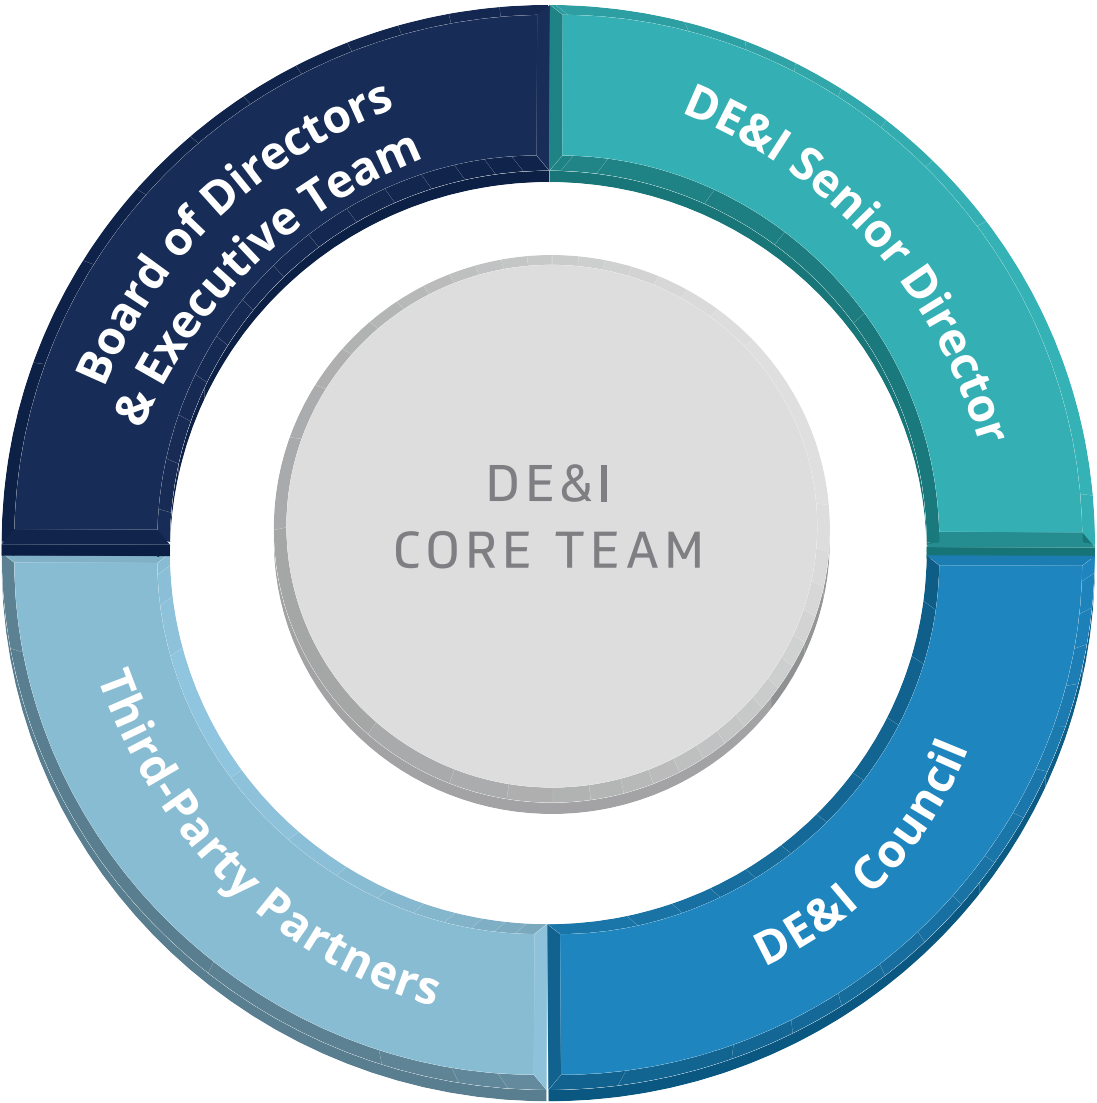 Board of Directors
& Executive Team
DE&I Senior Director
DE&I
CORE TEAM
Third-Party Partners
DE&I Council